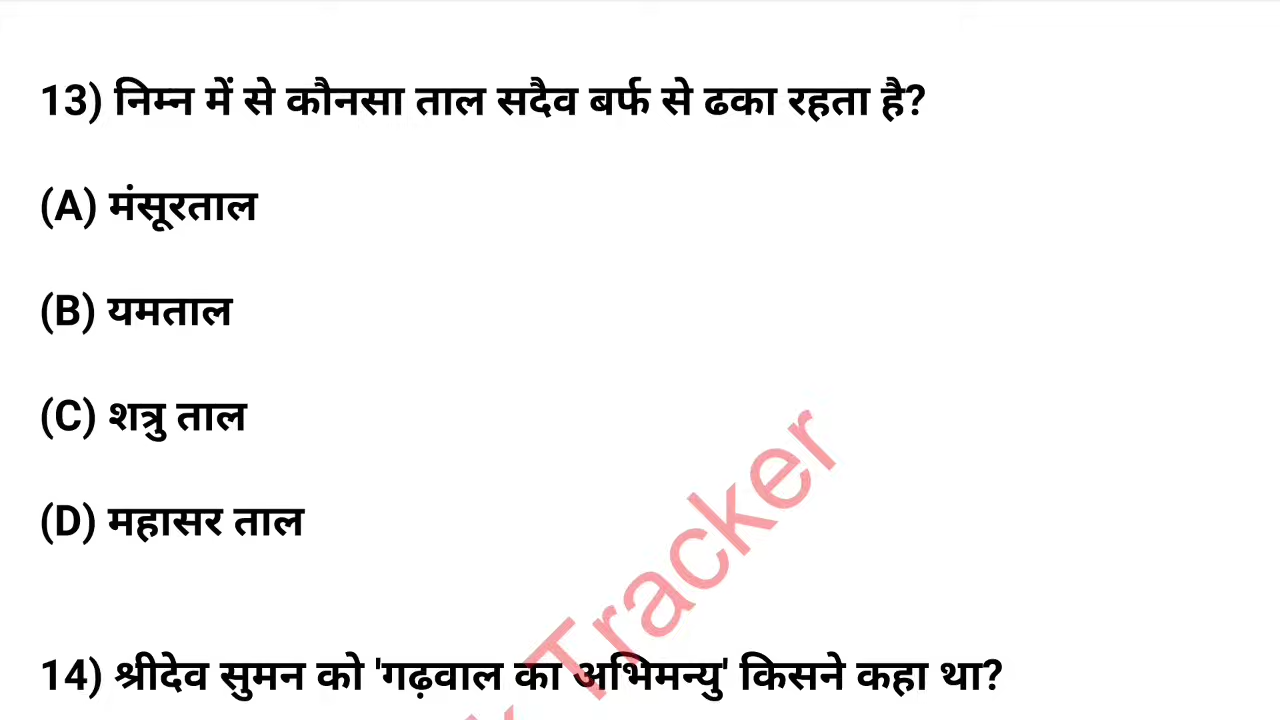 13) निम्न में से कौनसा ताल सदैव बर्फ से ढका रहता है?
(A) मंसूरताल
(B) यमताल
(C) शत्रु ताल
(D) महासर ताल
Tracker
14) श्रीदेव सुमन को 'गढ़वाल का अभिमन्यु' किसने कहा था?